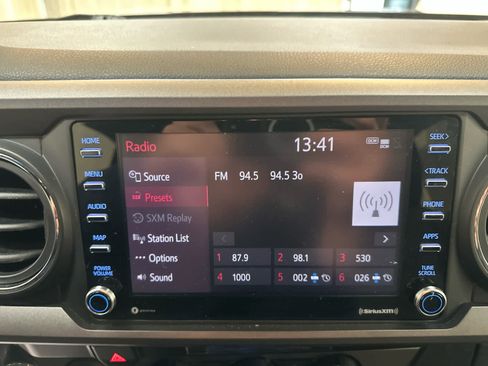 HOME
MENU
AUDIO
MAP
POWER
VOLUME
Radio
13:41
DCM
Source
Presets
SXM Replay
Station List
Options
Sound
FM 94.5 94.5 3o
1 87.9
2 98.1
3 530
4 1000
5 002
6 026
SEEK>
<TRACK
PHONE
APPS
TUNE
SCROLL
SiriusXM